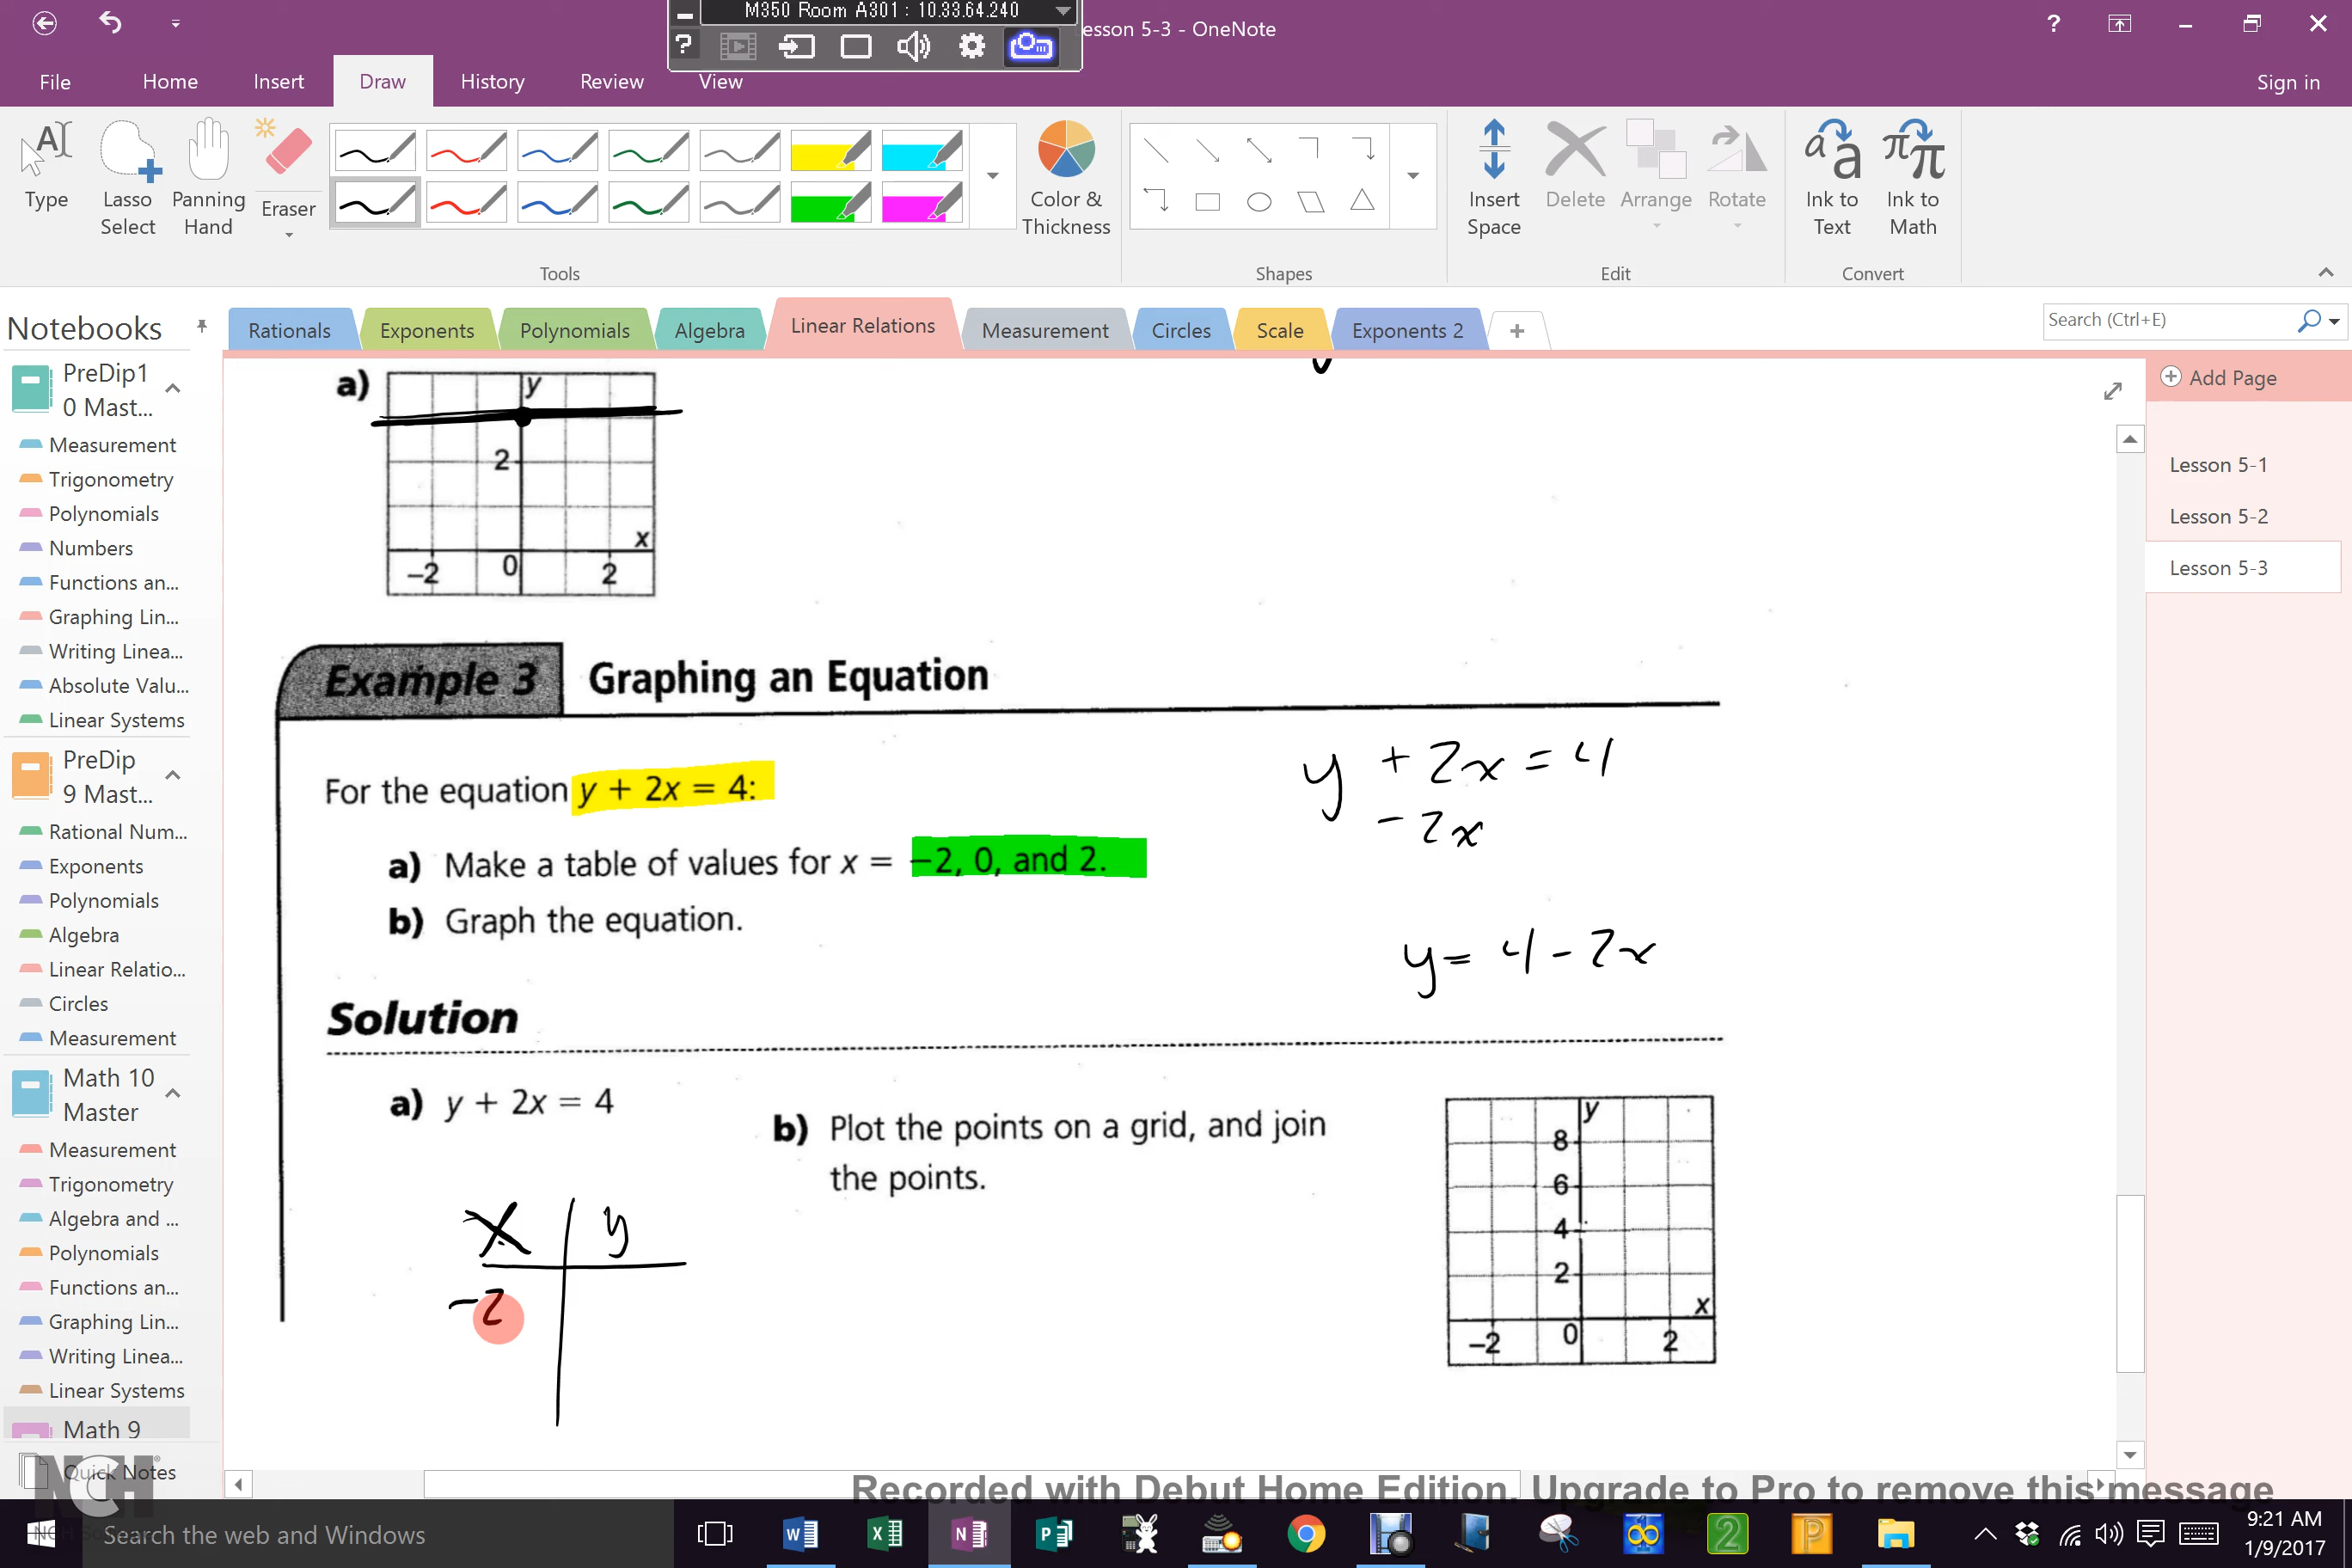 M350 Room A301 : 10.33.64.240
esson 5-3 - OneNote
File Home Insert Draw History Review View Sign in
Type
Lasso Select
Panning Hand
Eraser
Color & Thickness
Insert Space
Delete
Arrange
Rotate
Ink to Text
Ink to Math
Tools Shapes Edit Convert
Notebooks
Rationals Exponents Polynomials Algebra Linear Relations Measurement Circles Scale Exponents 2 +
Search (Ctrl+E)
PreDip1
0 Mast...
Measurement
Trigonometry
Polynomials
Numbers
Functions an...
Graphing Lin...
Writing Linea...
Absolute Valu...
Linear Systems
PreDip
9 Mast...
Rational Num...
Exponents
Polynomials
Algebra
Linear Relatio...
Circles
Measurement
Math 10
Master
Measurement
Trigonometry
Algebra and ...
Polynomials
Functions an...
Graphing Lin...
Writing Linea...
Linear Systems
Math 9
Quick Notes
a)
y
2
x
-2 0 2
Example 3 Graphing an Equation
For the equation y + 2x = 4:
a) Make a table of values for x = -2, 0, and 2.
b) Graph the equation.
y + 2x = 4
- 2x
y = 4 - 2x
Solution
a) y + 2x = 4
b) Plot the points on a grid, and join
the points.
x y
-2
y
8
6
4
2
x
-2 0 2
Add Page
Lesson 5-1
Lesson 5-2
Lesson 5-3
Recorded with Debut Home Edition. Upgrade to Pro to remove this message
NCH
Search the web and Windows
9:21 AM
1/9/2017